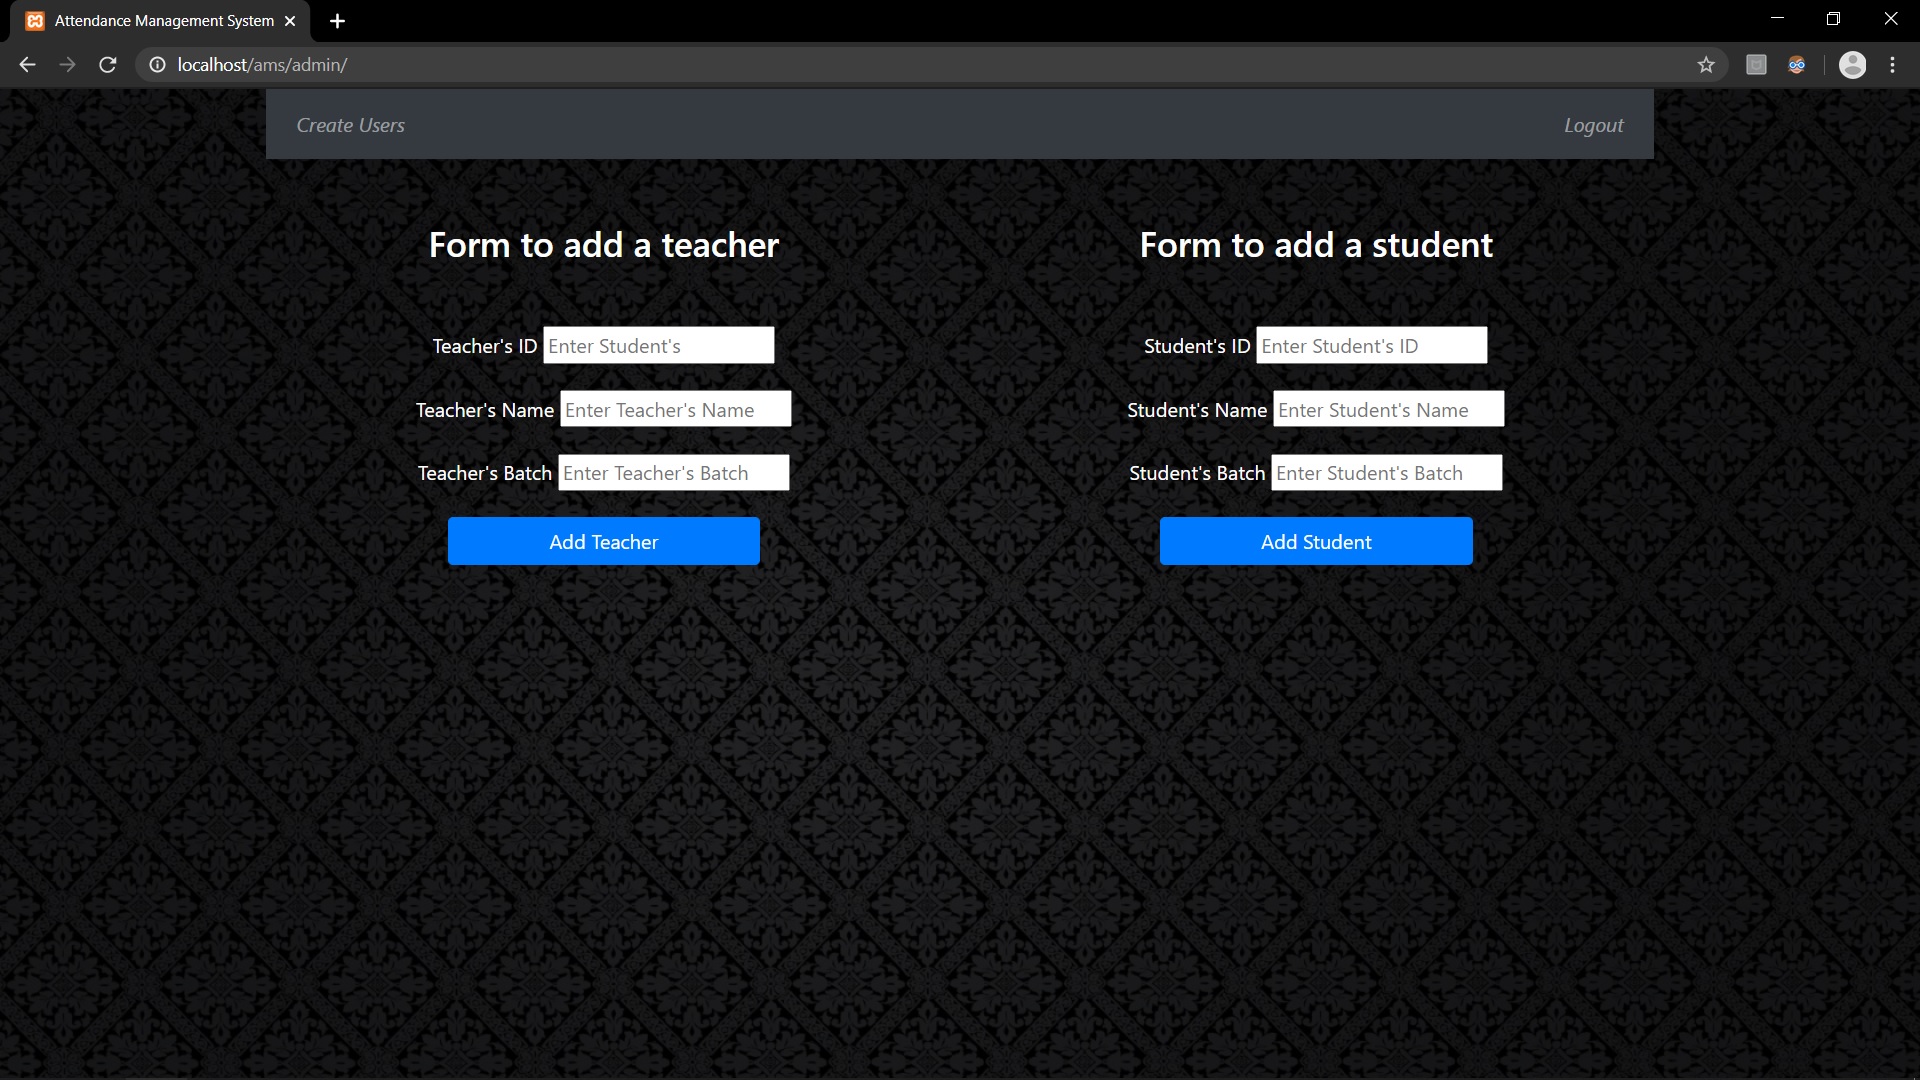 Attendance Management System
localhost/ams/admin/
Create Users
Logout
Form to add a teacher
Teacher's ID Enter Student's
Teacher's Name Enter Teacher's Name
Teacher's Batch Enter Teacher's Batch
Add Teacher
Form to add a student
Student's ID Enter Student's ID
Student's Name Enter Student's Name
Student's Batch Enter Student's Batch
Add Student